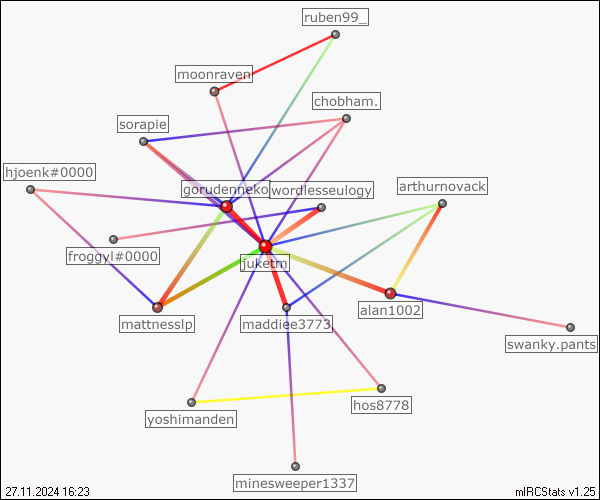 ruben99_
moonraven
chobham.
sorapie
hjoenk#0000
gorudenneko
wordlesseulogy
arthurnovack
froggyl#0000
juketm
mattnesslp
maddiee3773
alan1002
swanky.pants
yoshimanden
hos8778
minesweeper1337
27.11.2024 16:23
mIRCStats v1.25